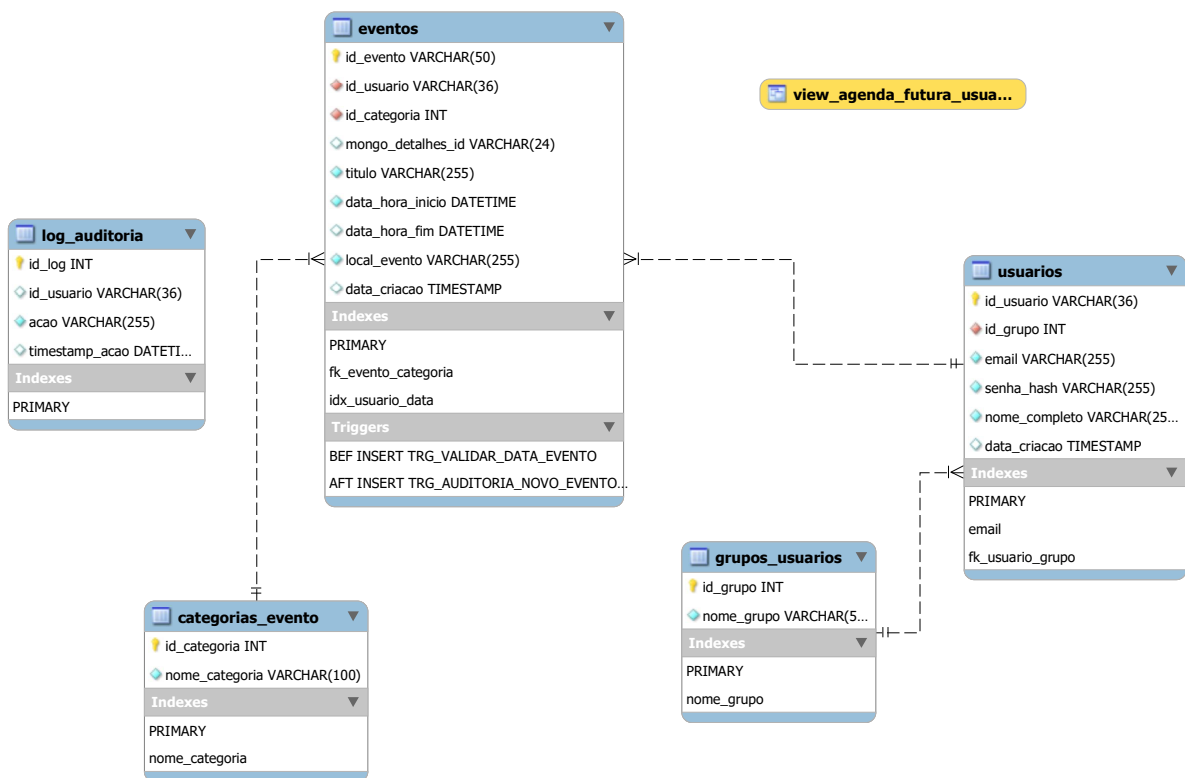 eventos
id_evento VARCHAR(50)
id_usuario VARCHAR(36)
id_categoria INT
mongo_detalhes_id VARCHAR(24)
titulo VARCHAR(255)
data_hora_inicio DATETIME
data_hora_fim DATETIME
local_evento VARCHAR(255)
data_criacao TIMESTAMP
Indexes
PRIMARY
fk_evento_categoria
idx_usuario_data
Triggers
BEF INSERT TRG_VALIDAR_DATA_EVENTO
AFT INSERT TRG_AUDITORIA_NOVO_EVENTO...
view_agenda_futura_usua...
log_auditoria
id_log INT
id_usuario VARCHAR(36)
acao VARCHAR(255)
timestamp_acao DATETI...
Indexes
PRIMARY
usuarios
id_usuario VARCHAR(36)
id_grupo INT
email VARCHAR(255)
senha_hash VARCHAR(255)
nome_completo VARCHAR(25...
data_criacao TIMESTAMP
Indexes
PRIMARY
email
fk_usuario_grupo
grupos_usuarios
id_grupo INT
nome_grupo VARCHAR(5...
Indexes
PRIMARY
nome_grupo
categorias_evento
id_categoria INT
nome_categoria VARCHAR(100)
Indexes
PRIMARY
nome_categoria